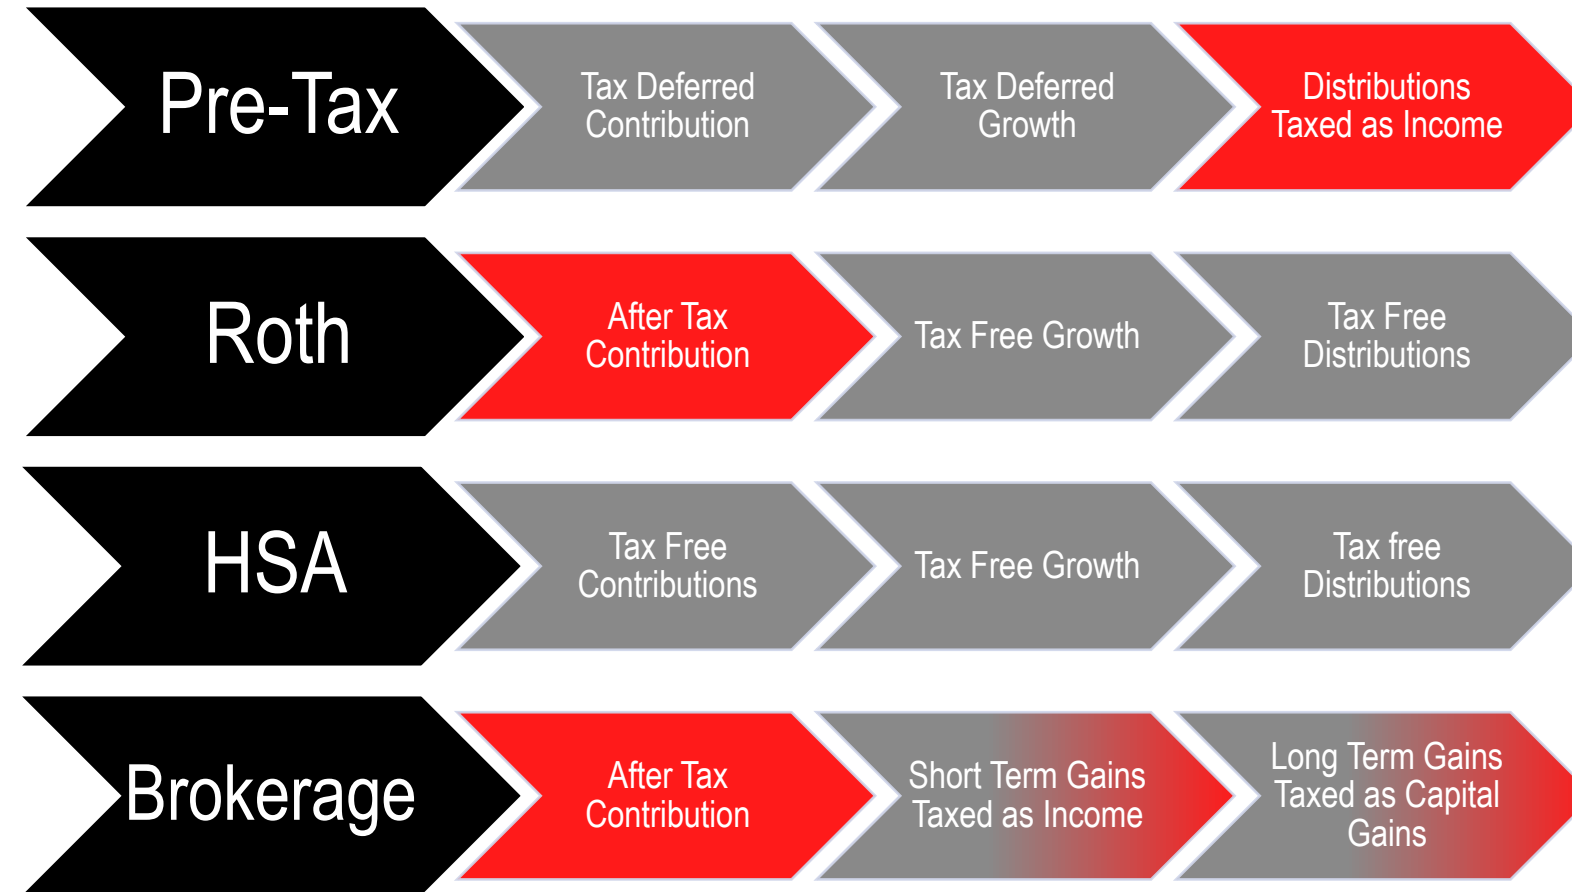 Pre-Tax
Tax Deferred
Contribution
Tax Deferred
Growth
Distributions
Taxed as Income
Roth
After Tax
Contribution
Tax Free Growth
Tax Free
Distributions
HSA
Tax Free
Contributions
Tax Free Growth
Tax free
Distributions
Brokerage
After Tax
Contribution
Short Term Gains
Taxed as Income
Long Term Gains
Taxed as Capital
Gains